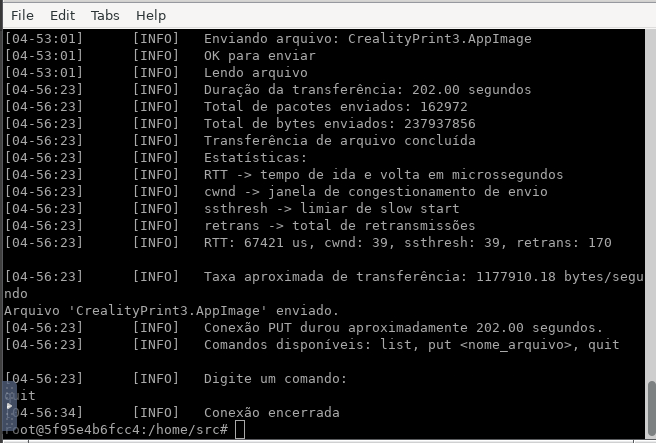 File Edit Tabs Help
[04-53:01] [INFO] Enviando arquivo: CrealityPrint3.AppImage
[04-53:01] [INFO] OK para enviar
[04-53:01] [INFO] Lendo arquivo
[04-56:23] [INFO] Duração da transferência: 202.00 segundos
[04-56:23] [INFO] Total de pacotes enviados: 162972
[04-56:23] [INFO] Total de bytes enviados: 237937856
[04-56:23] [INFO] Transferência de arquivo concluída
[04-56:23] [INFO] Estatísticas:
[04-56:23] [INFO] RTT -> tempo de ida e volta em microssegundos
[04-56:23] [INFO] cwnd -> janela de congestionamento de envio
[04-56:23] [INFO] ssthresh -> limiar de slow start
[04-56:23] [INFO] retrans -> total de retransmissões
[04-56:23] [INFO] RTT: 67421 us, cwnd: 39, ssthresh: 39, retrans: 170
[04-56:23] [INFO] Taxa aproximada de transferência: 1177910.18 bytes/segu
ndo
Arquivo 'CrealityPrint3.AppImage' enviado.
[04-56:23] [INFO] Conexão PUT durou aproximadamente 202.00 segundos.
[04-56:23] [INFO] Comandos disponíveis: list, put <nome_arquivo>, quit
[04-56:23] [INFO] Digite um comando:
quit
[04-56:34] [INFO] Conexão encerrada
root@5f95e4b6fcc4:/home/src#